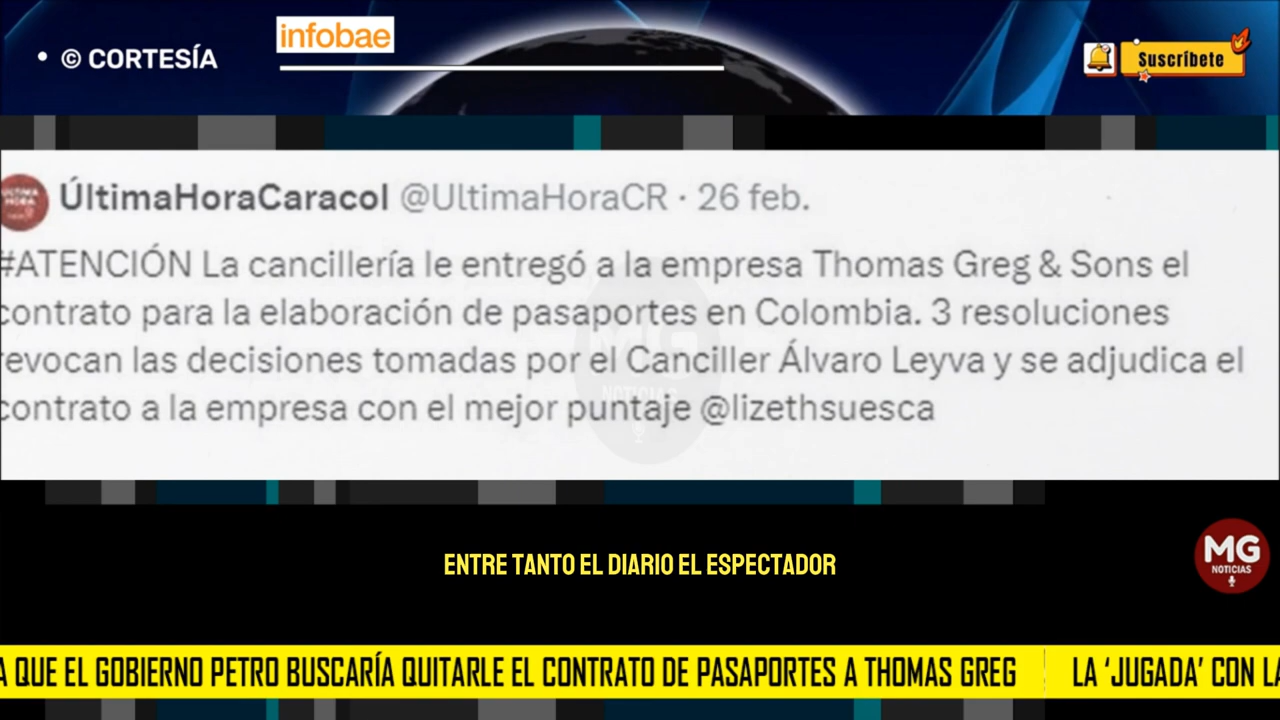 infobae
• © CORTESÍA
Suscríbete
ÚltimaHoraCaracol @UltimaHoraCR · 26 feb.
#ATENCIÓN La cancillería le entregó a la empresa Thomas Greg & Sons el
contrato para la elaboración de pasaportes en Colombia. 3 resoluciones
revocan las decisiones tomadas por el Canciller Álvaro Leyva y se adjudica el
contrato a la empresa con el mejor puntaje @lizethsuesca
MG
NOTICIAS
ENTRE TANTO EL DIARIO EL ESPECTADOR
MG
NOTICIAS
A QUE EL GOBIERNO PETRO BUSCARÍA QUITARLE EL CONTRATO DE PASAPORTES A THOMAS GREG LA ‘JUGADA’ CON LA